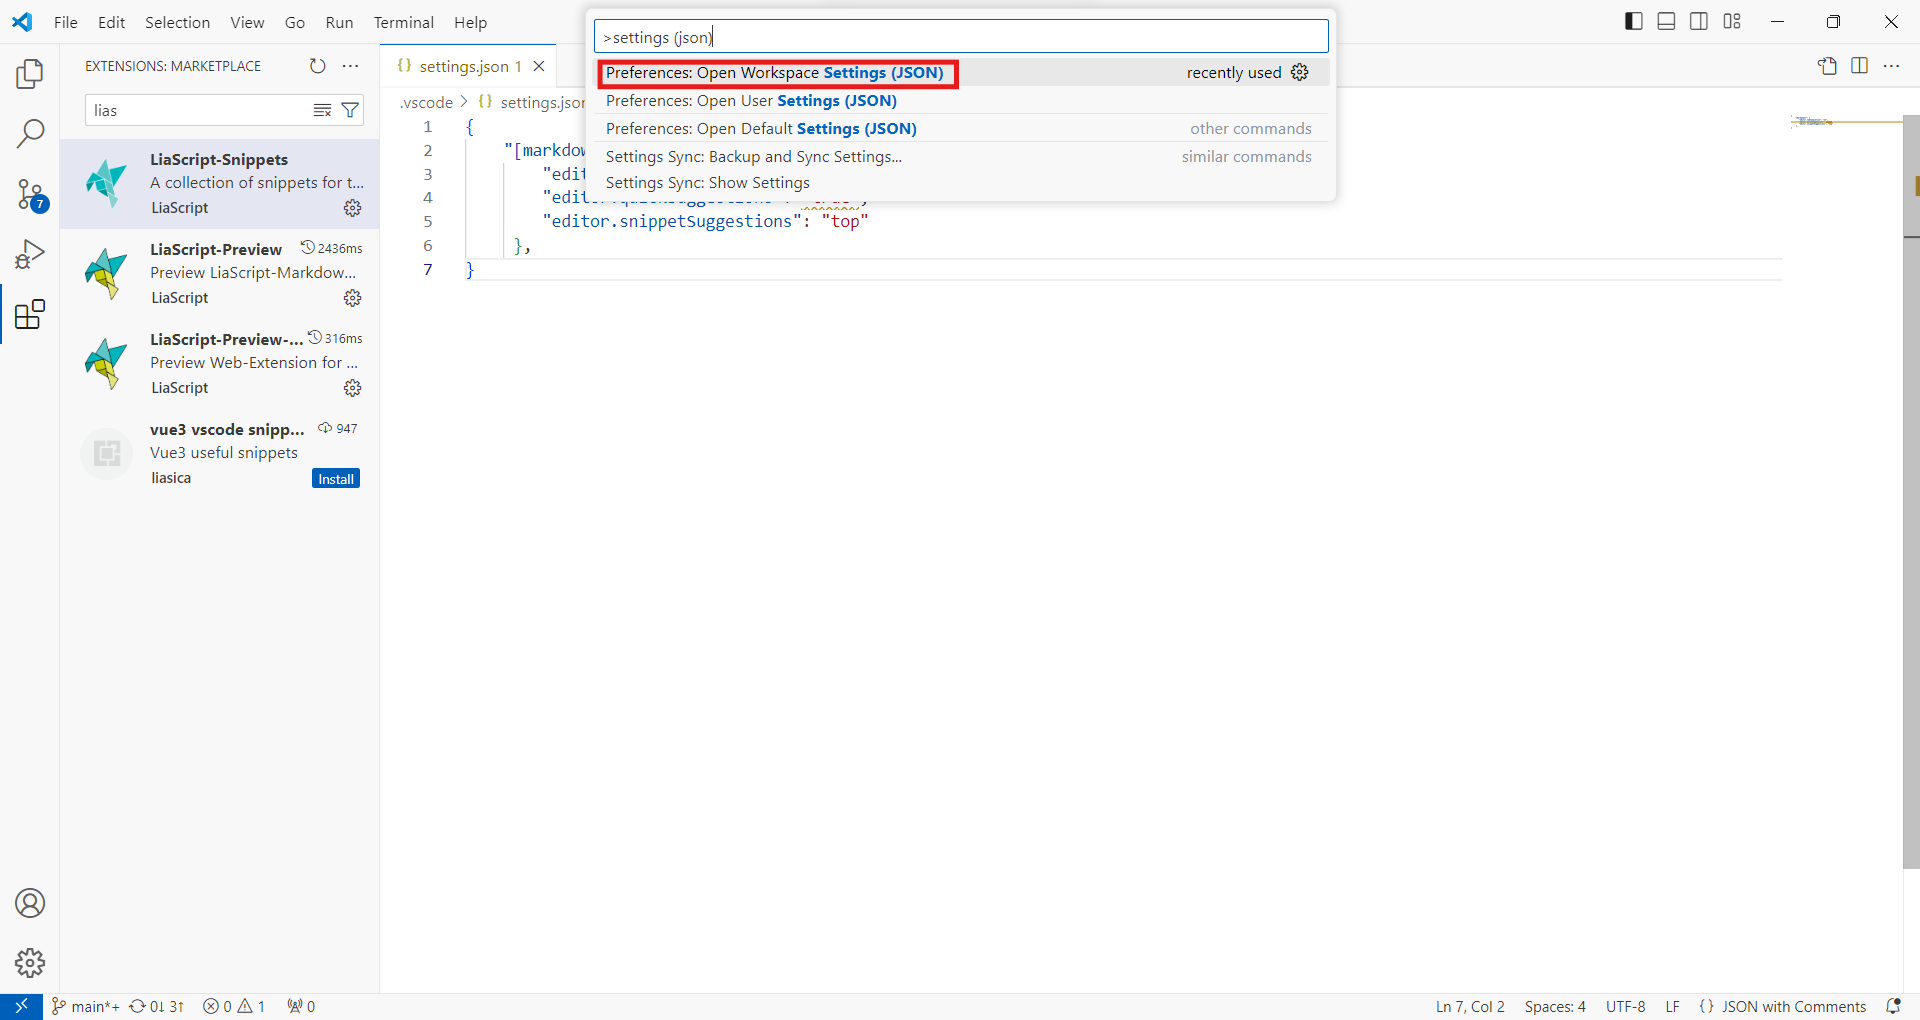 File Edit Selection View Go Run Terminal Help
>settings (json)
Preferences: Open Workspace Settings (JSON) recently used
Preferences: Open User Settings (JSON)
Preferences: Open Default Settings (JSON) other commands
Settings Sync: Backup and Sync Settings... similar commands
Settings Sync: Show Settings
EXTENSIONS: MARKETPLACE
lias
LiaScript-Snippets
A collection of snippets for t...
LiaScript
LiaScript-Preview 2436ms
Preview LiaScript-Markdow...
LiaScript
LiaScript-Preview-... 316ms
Preview Web-Extension for ...
LiaScript
vue3 vscode snipp... 947
Vue3 useful snippets
liasica Install
7
{} settings.json 1
.vscode > {} settings.json
1 {
2 "[markdow
3 "edit
4
5 "editor.snippetSuggestions": "top"
6 },
7 }
main*+ 0↓ 3↑ 0 1 0
Ln 7, Col 2 Spaces: 4 UTF-8 LF {} JSON with Comments